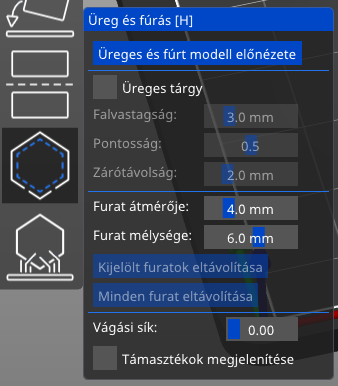 Üreg és fúrás [H]
Üreges és fúrt modell előnézete
Üreges tárgy
Falvastagság: 3.0 mm
Pontosság: 0.5
Zárótávolság: 2.0 mm
Furat átmérője: 4.0 mm
Furat mélysége: 6.0 mm
Kijelölt furatok eltávolítása
Minden furat eltávolítása
Vágási sík: 0.00
Támasztékok megjelenítése